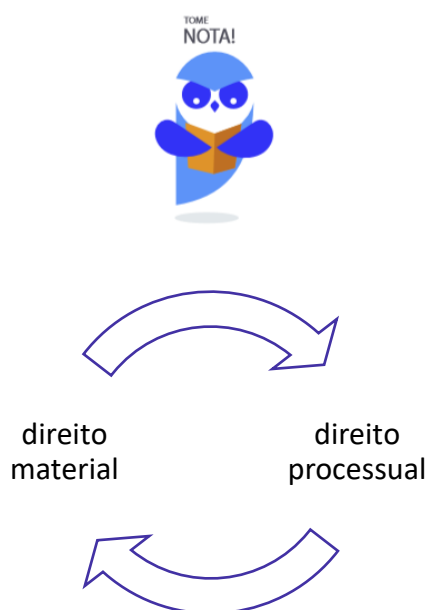 TOME
NOTA!
direito
material
direito
processual